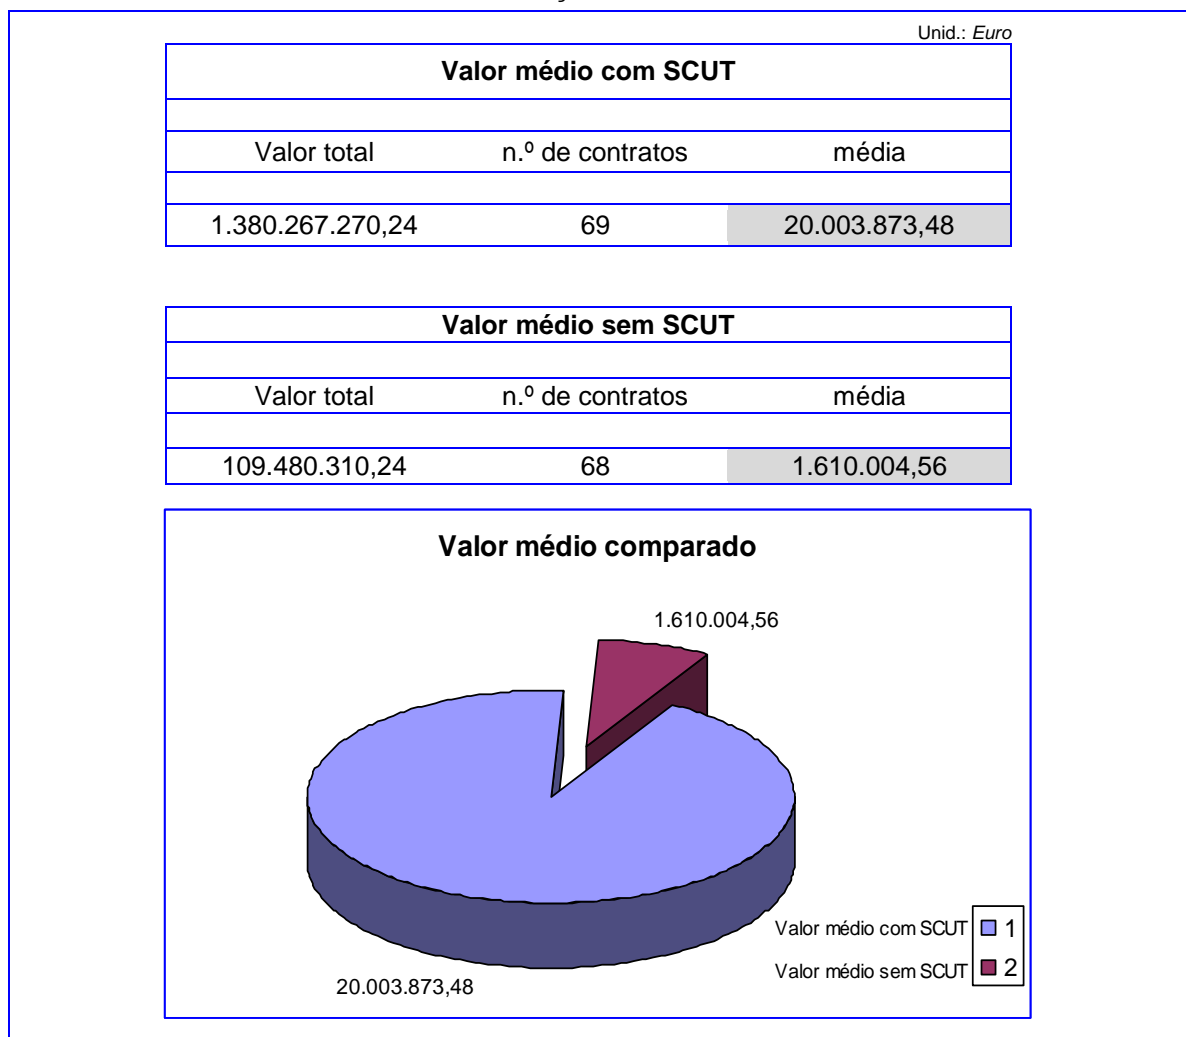 Unid.: Euro
Valor médio com SCUT
Valor total n.º de contratos média
1.380.267.270,24 69 20.003.873,48
Valor médio sem SCUT
Valor total n.º de contratos média
109.480.310,24 68 1.610.004,56
Valor médio comparado
1.610.004,56
20.003.873,48
Valor médio com SCUT 1
Valor médio sem SCUT 2